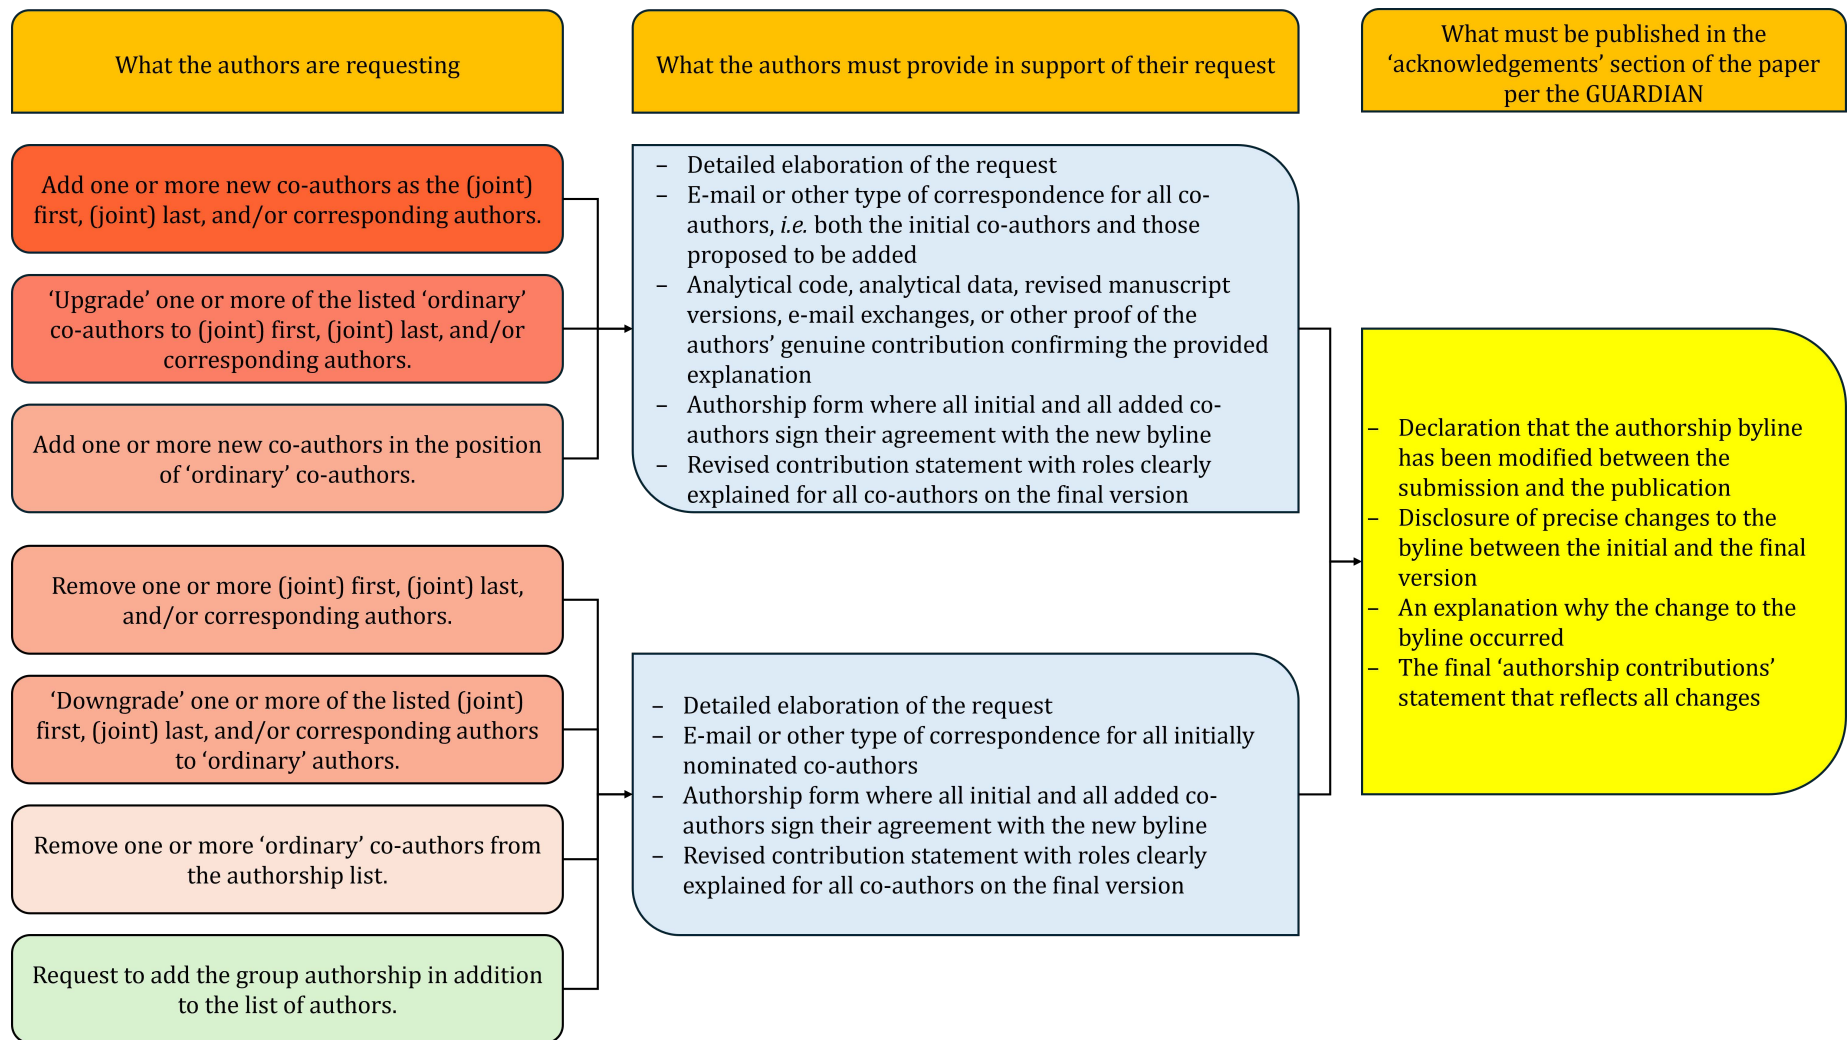 What the authors are requesting
What the authors must provide in support of their request
What must be published in the
‘acknowledgements’ section of the paper
per the GUARDIAN
Add one or more new co-authors as the (joint)
first, (joint) last, and/or corresponding authors.
‘Upgrade’ one or more of the listed ‘ordinary’
co-authors to (joint) first, (joint) last, and/or
corresponding authors.
Add one or more new co-authors in the position
of ‘ordinary’ co-authors.
Remove one or more (joint) first, (joint) last,
and/or corresponding authors.
‘Downgrade’ one or more of the listed (joint)
first, (joint) last, and/or corresponding authors
to ‘ordinary’ authors.
Remove one or more ‘ordinary’ co-authors from
the authorship list.
Request to add the group authorship in addition
to the list of authors.
– Detailed elaboration of the request
– E-mail or other type of correspondence for all co-
authors, i.e. both the initial co-authors and those
proposed to be added
– Analytical code, analytical data, revised manuscript
versions, e-mail exchanges, or other proof of the
authors’ genuine contribution confirming the provided
explanation
– Authorship form where all initial and all added co-
authors sign their agreement with the new byline
– Revised contribution statement with roles clearly
explained for all co-authors on the final version
– Detailed elaboration of the request
– E-mail or other type of correspondence for all initially
nominated co-authors
– Authorship form where all initial and all added co-
authors sign their agreement with the new byline
– Revised contribution statement with roles clearly
explained for all co-authors on the final version
– Declaration that the authorship byline
has been modified between the
submission and the publication
– Disclosure of precise changes to the
byline between the initial and the final
version
– An explanation why the change to the
byline occurred
– The final ‘authorship contributions’
statement that reflects all changes